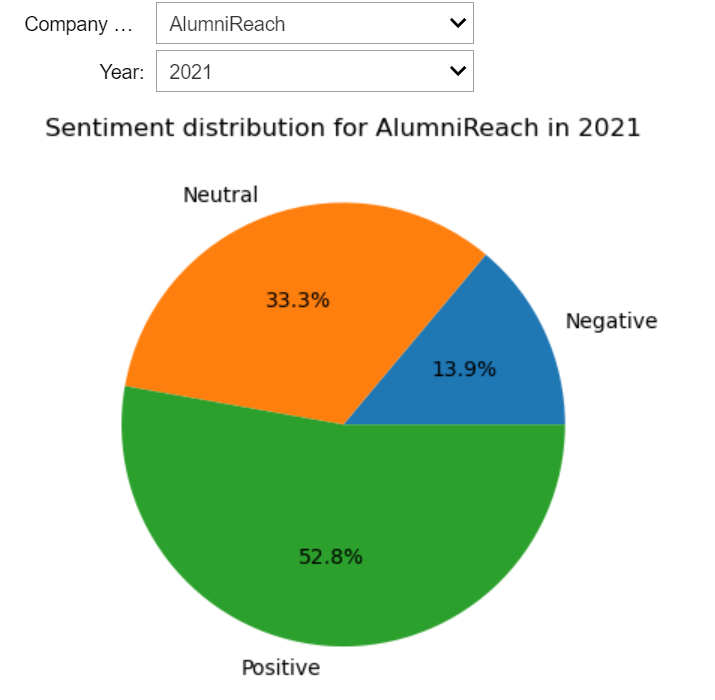 Company ...  AlumniReach
Year:  2021
Sentiment distribution for AlumniReach in 2021
Neutral
33.3%
Negative
13.9%
52.8%
Positive